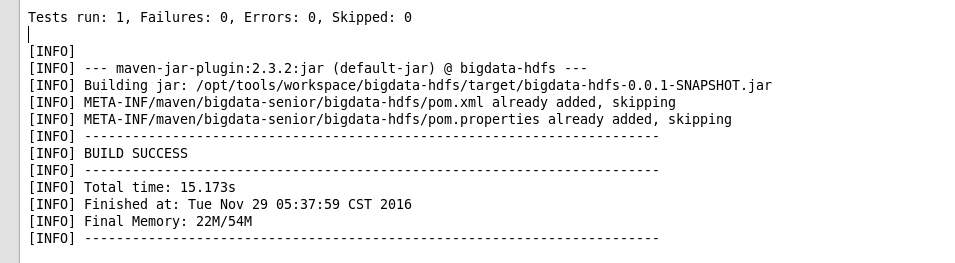 Tests run: 1, Failures: 0, Errors: 0, Skipped: 0
[INFO]
[INFO] --- maven-jar-plugin:2.3.2:jar (default-jar) @ bigdata-hdfs ---
[INFO] Building jar: /opt/tools/workspace/bigdata-hdfs/target/bigdata-hdfs-0.0.1-SNAPSHOT.jar
[INFO] META-INF/maven/bigdata-senior/bigdata-hdfs/pom.xml already added, skipping
[INFO] META-INF/maven/bigdata-senior/bigdata-hdfs/pom.properties already added, skipping
[INFO] ------------------------------------------------------------------------
[INFO] BUILD SUCCESS
[INFO] ------------------------------------------------------------------------
[INFO] Total time: 15.173s
[INFO] Finished at: Tue Nov 29 05:37:59 CST 2016
[INFO] Final Memory: 22M/54M
[INFO] ------------------------------------------------------------------------